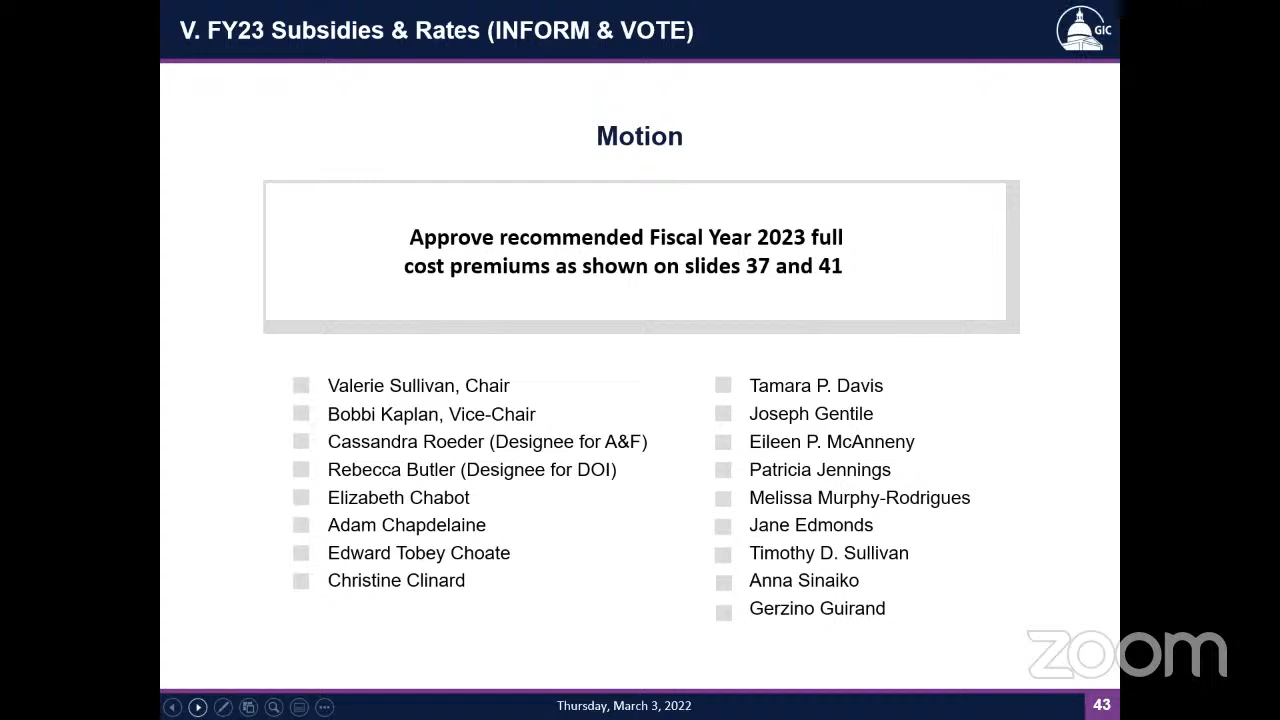 V. FY23 Subsidies & Rates (INFORM & VOTE)
GIC
Motion
Approve recommended Fiscal Year 2023 full
cost premiums as shown on slides 37 and 41
Valerie Sullivan, Chair
Bobbi Kaplan, Vice-Chair
Cassandra Roeder (Designee for A&F)
Rebecca Butler (Designee for DOI)
Elizabeth Chabot
Adam Chapdelaine
Edward Tobey Choate
Christine Clinard
Tamara P. Davis
Joseph Gentile
Eileen P. McAnneny
Patricia Jennings
Melissa Murphy-Rodrigues
Jane Edmonds
Timothy D. Sullivan
Anna Sinaiko
Gerzino Guirand
zoom
Thursday, March 3, 2022
43